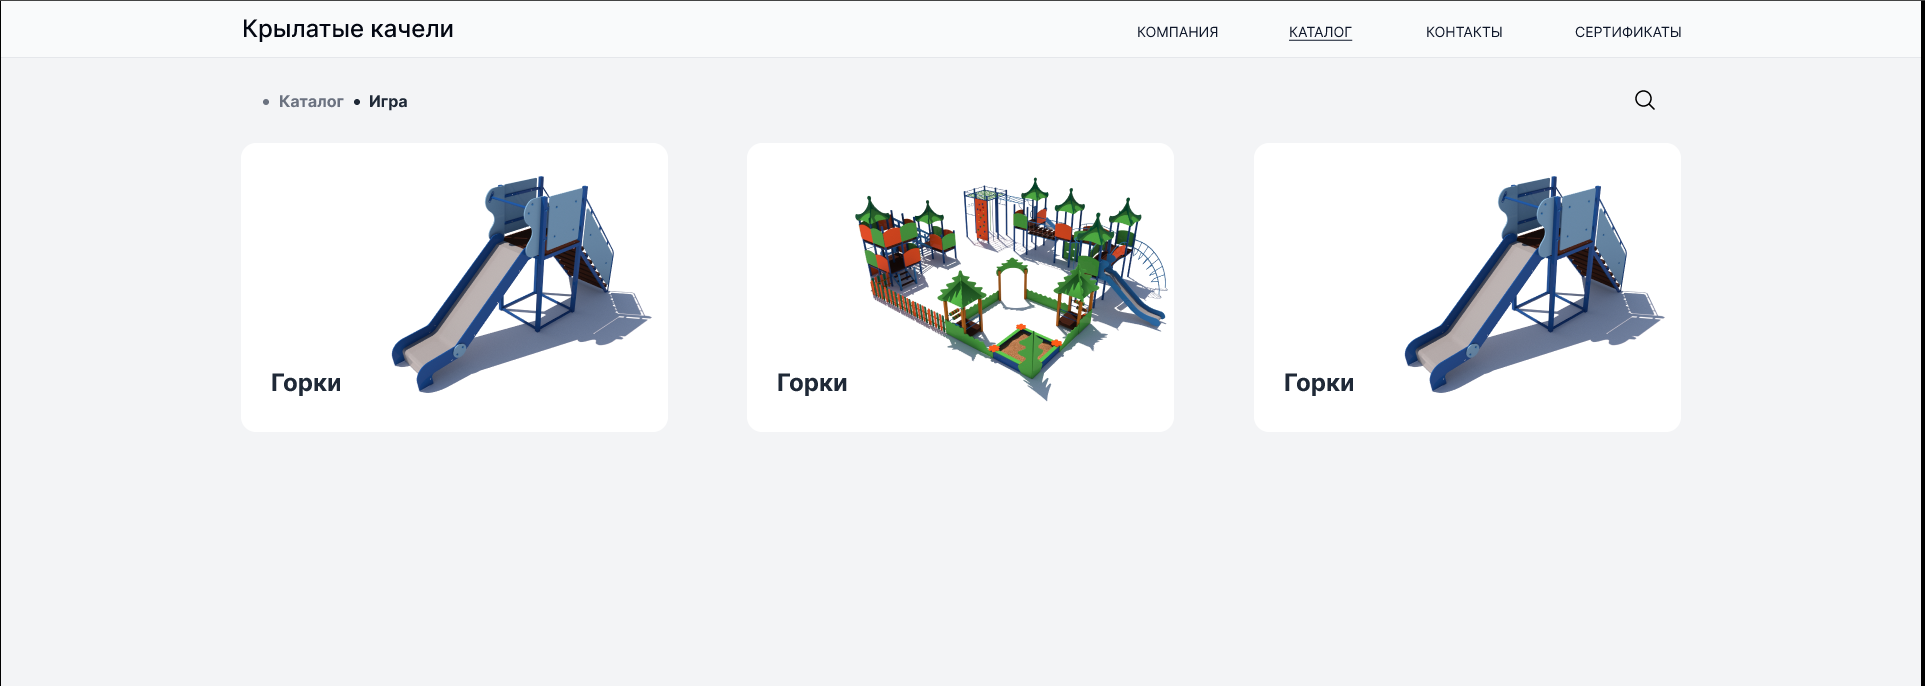 Крылатые качели
КОМПАНИЯ КАТАЛОГ КОНТАКТЫ СЕРТИФИКАТЫ
• Каталог • Игра
Горки
Горки
Горки